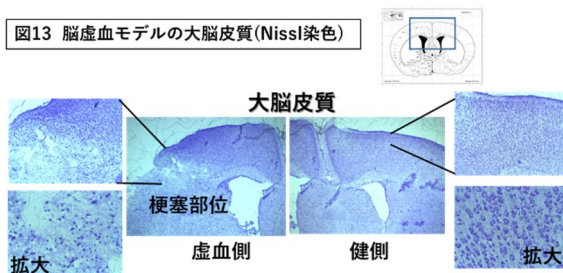 図13 脳虚血モデルの大脳皮質(Nissl染色)
大脳皮質
梗塞部位
拡大
虚血側
健側
拡大